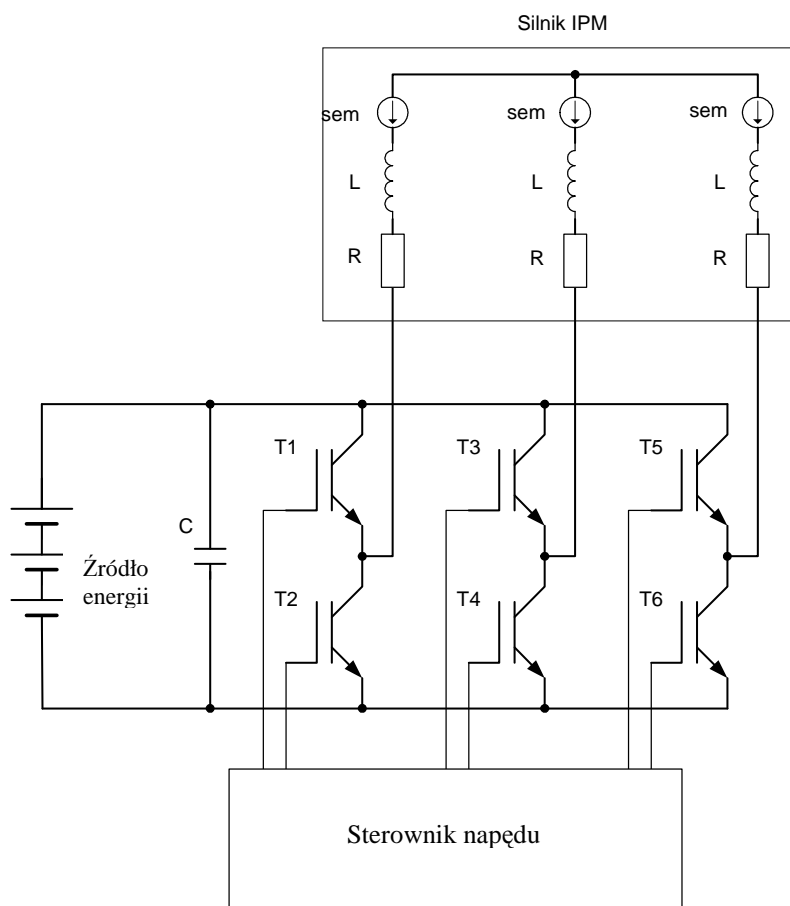 Silnik IPM
sem
sem
sem
L
L
L
R
R
R
T1
T3
T5
C
Źródło
energii
T2
T4
T6
Sterownik napędu